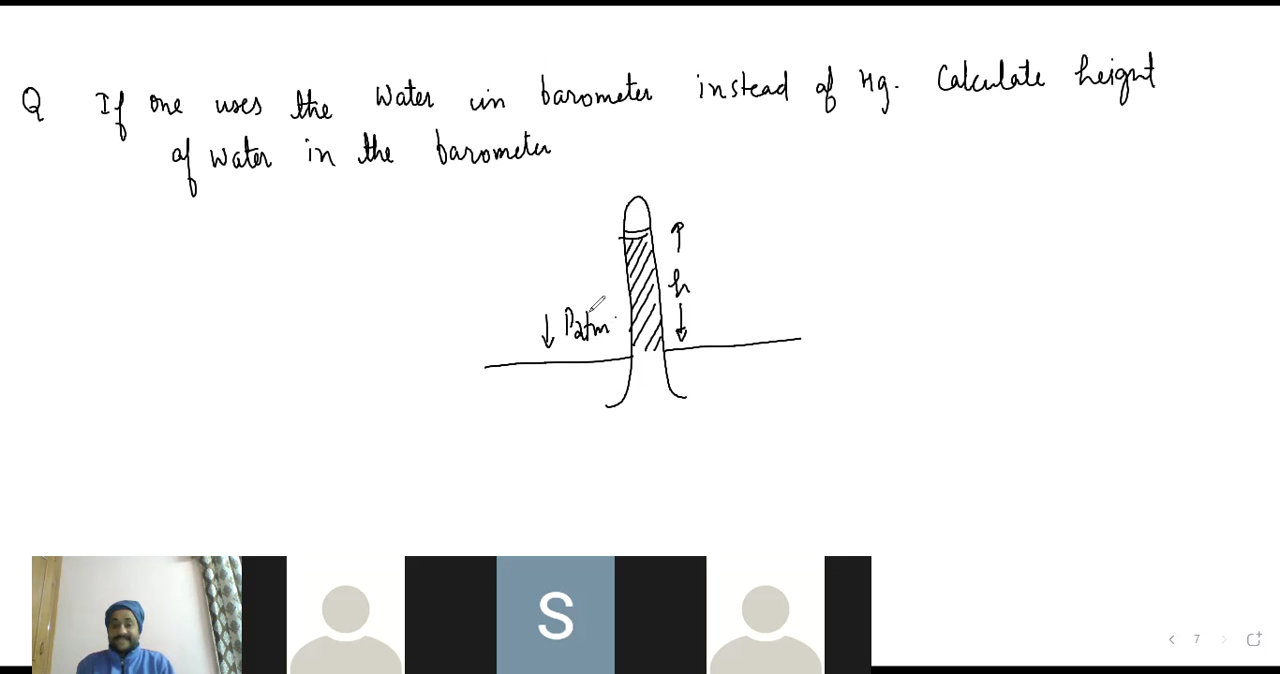 Q If one uses the Water in barometer instead of Hg. Calculate height
of water in the barometer
↑
h
↓ Patm.
↓
S
< 7 >